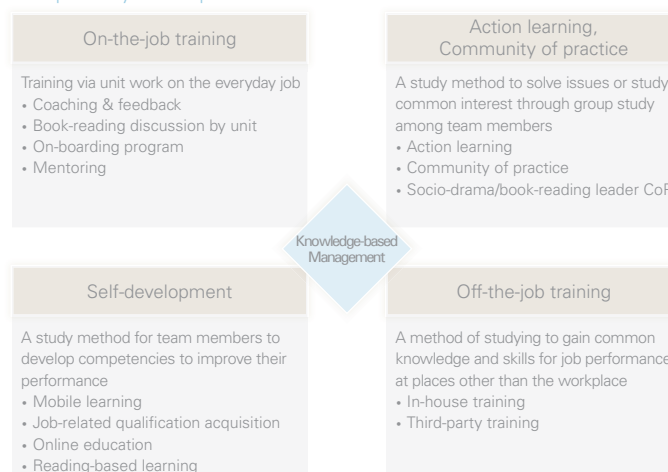 On-the-job training
Training via unit work on the everyday job
• Coaching & feedback
• Book-reading discussion by unit
• On-boarding program
• Mentoring
Action learning,
Community of practice
A study method to solve issues or study
common interest through group study
among team members
• Action learning
• Community of practice
• Socio-drama/book-reading leader CoP
Knowledge-based
Management
Self-development
A study method for team members to
develop competencies to improve their
performance
• Mobile learning
• Job-related qualification acquisition
• Online education
• Reading-based learning
Off-the-job training
A method of studying to gain common
knowledge and skills for job performance
at places other than the workplace
• In-house training
• Third-party training